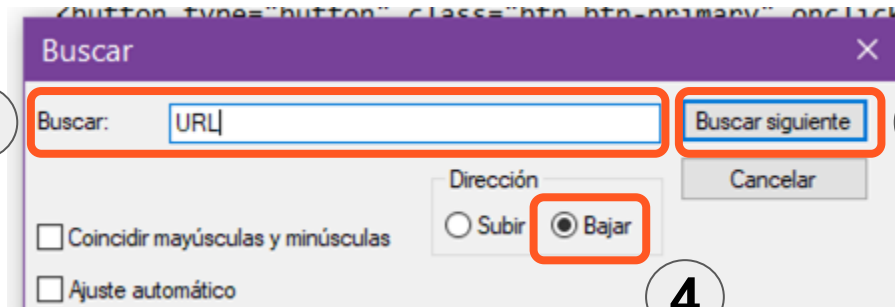 <button type="button" class="btn btn-primary" onclick
Buscar
Buscar: URL Buscar siguiente
Dirección Cancelar
Subir Bajar
Coincidir mayúsculas y minúsculas
Ajuste automático
4